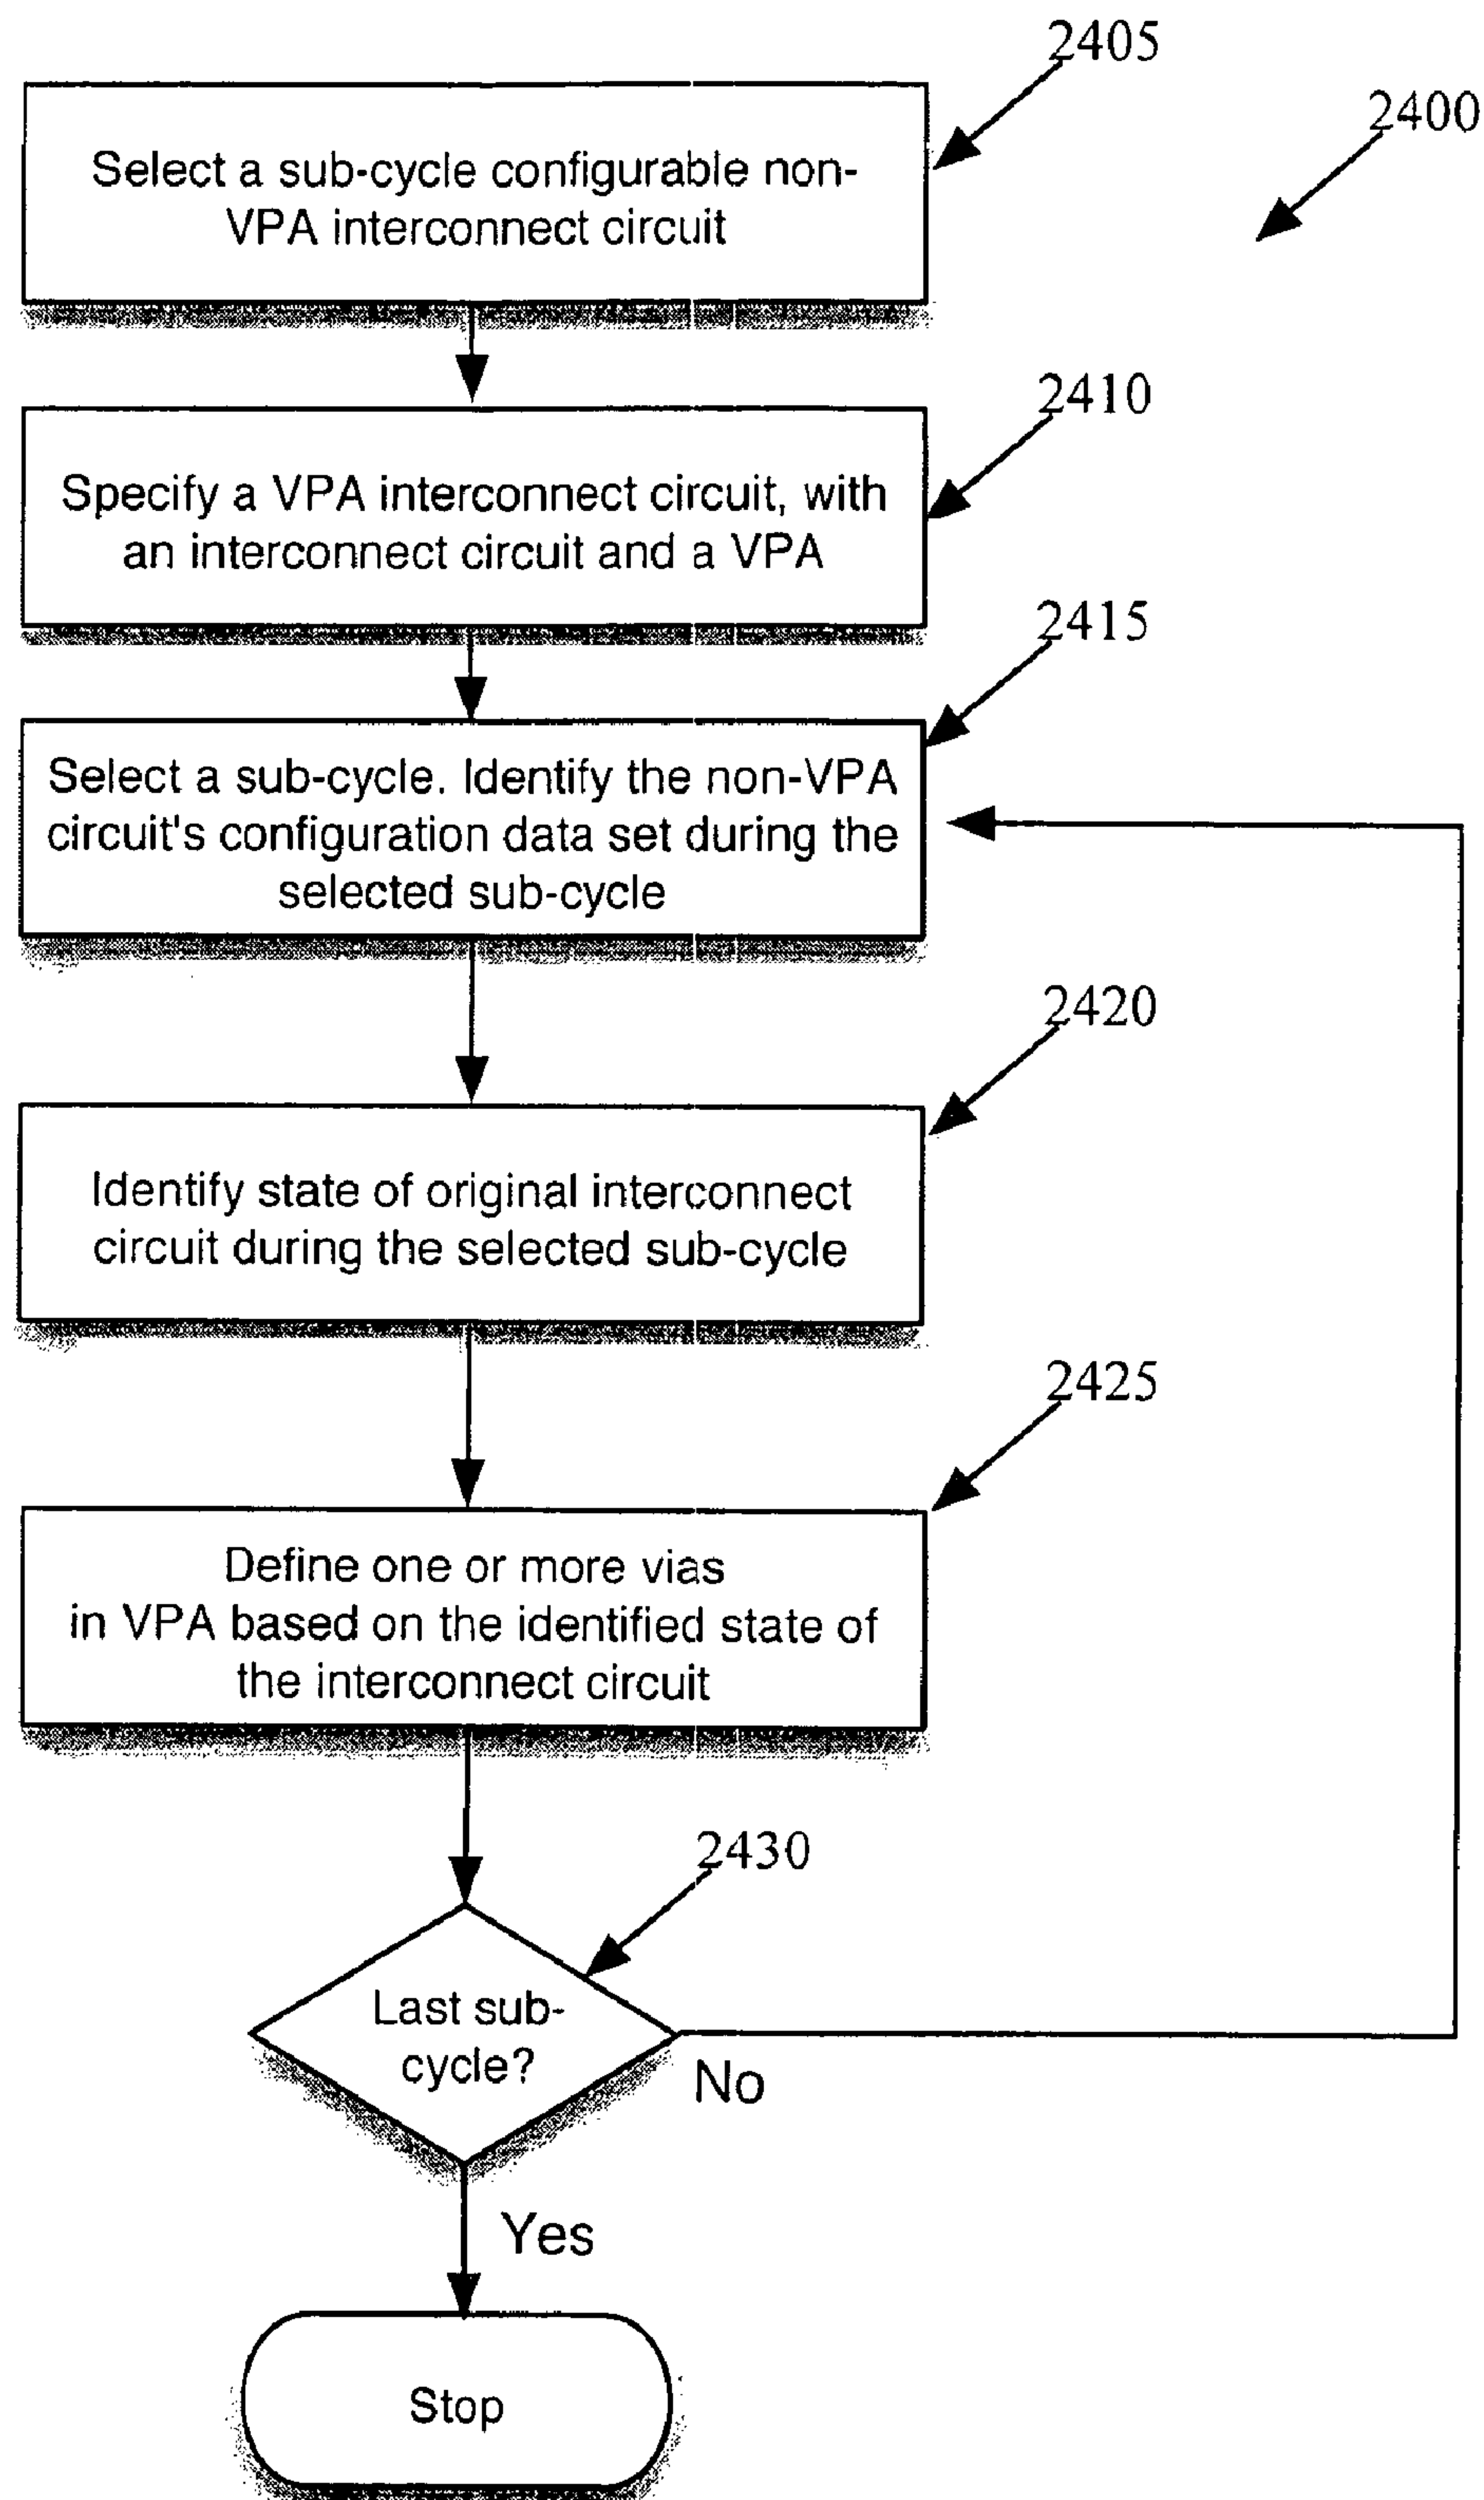 2405
2400
Select a sub-cycle configurable non-
VPA interconnect circuit
2410
Specify a VPA interconnect circuit, with
an interconnect circuit and a VPA
2415
Select a sub-cycle. Identify the non-VPA
circuit's configuration data set during the
selected sub-cycle
2420
Identify state of original interconnect
circuit during the selected sub-cycle
2425
Define one or more vias
in VPA based on the identified state of
the interconnect circuit
2430
Last sub-
cycle?
No
Yes
Stop